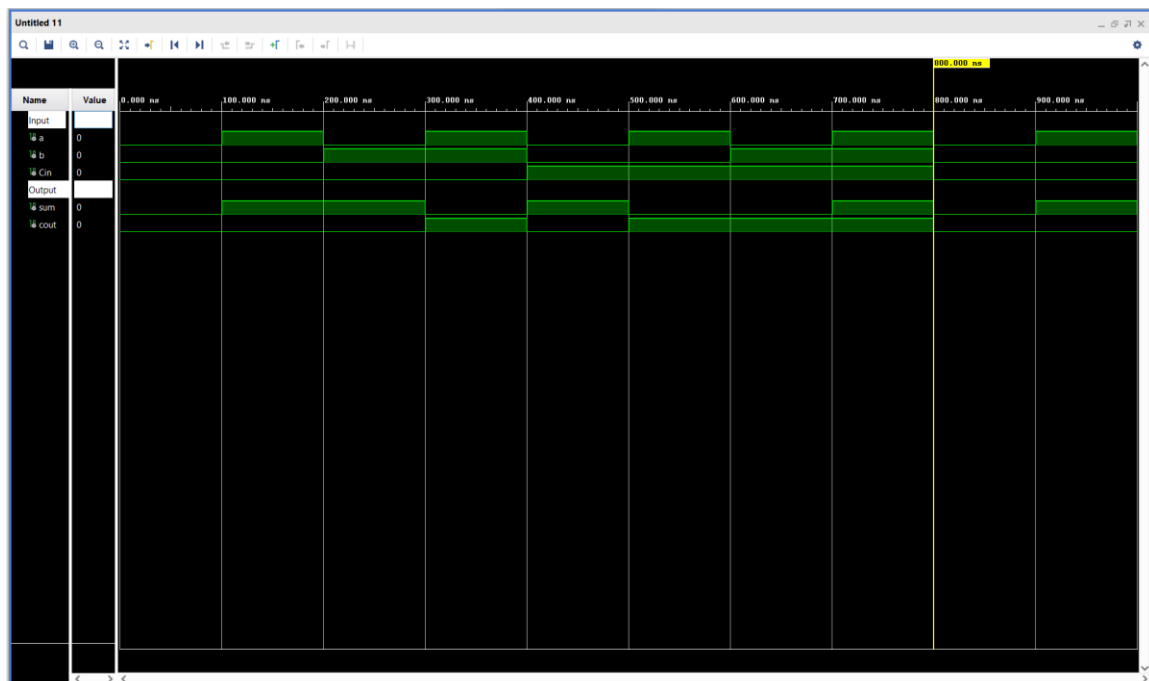 Untitled 11
800.000 ns
Name Value 0.000 ns 100.000 ns 200.000 ns 300.000 ns 400.000 ns 500.000 ns 600.000 ns 700.000 ns 800.000 ns 900.000 ns
Input
a 0
b 0
Cin 0
Output
sum 0
cout 0